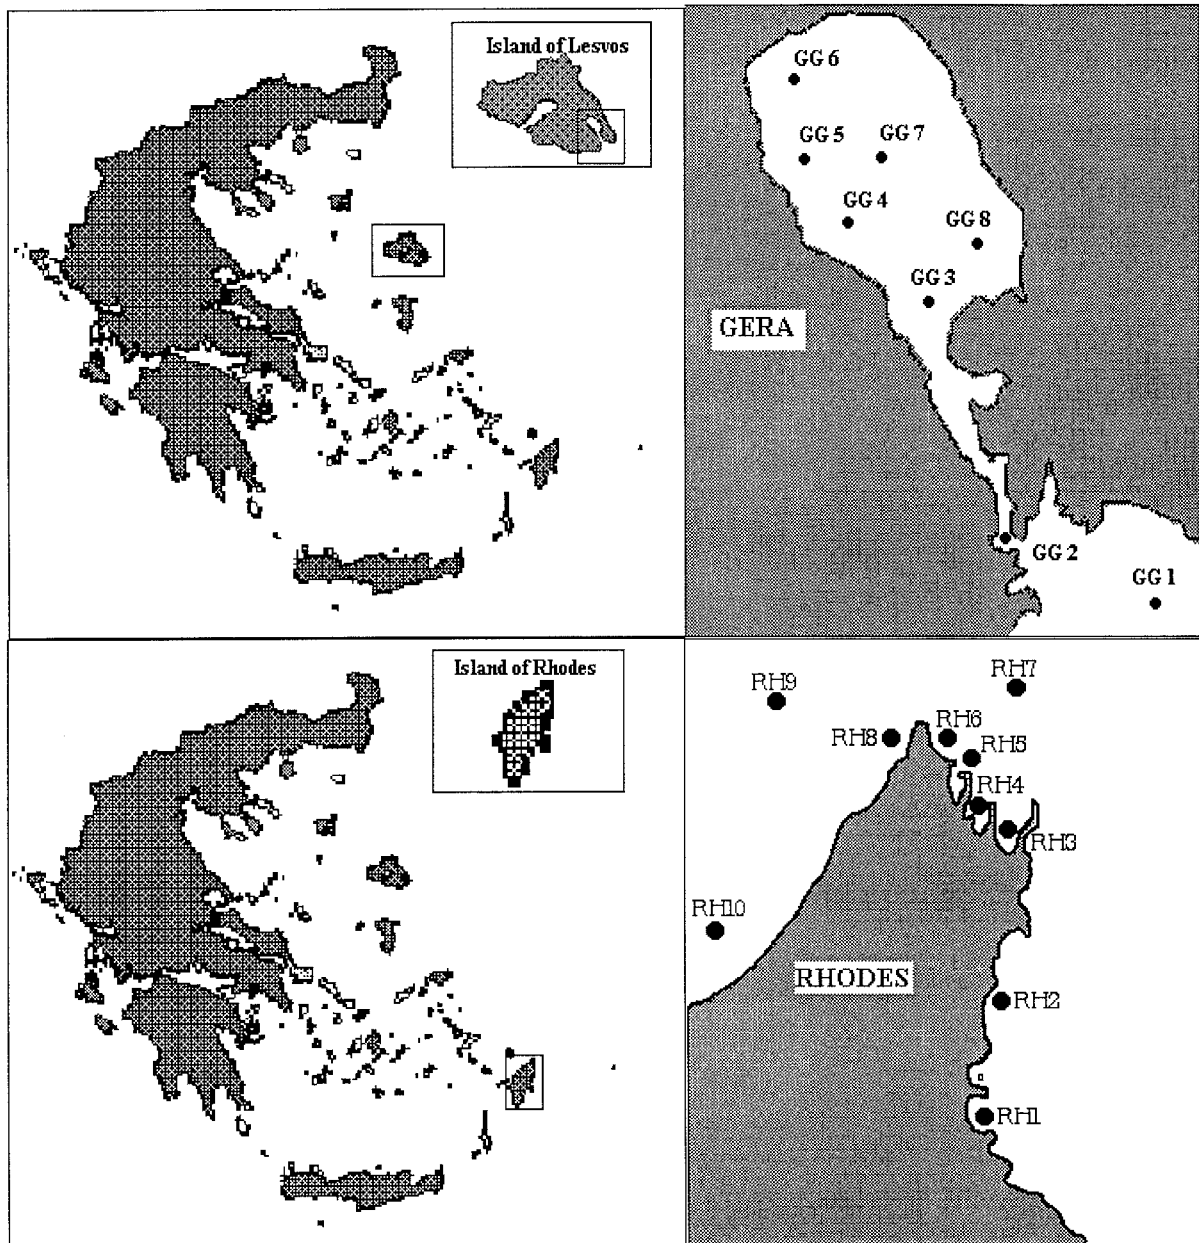 Island of Lesvos
GG 6
GG 5
GG 7
GG 4
GG 8
GG 3
GERA
GG 2
GG 1
Island of Rhodes
RH7
RH9
RH6
RH8
RH5
RH4
RH3
RH10
RHODES
RH2
RH1